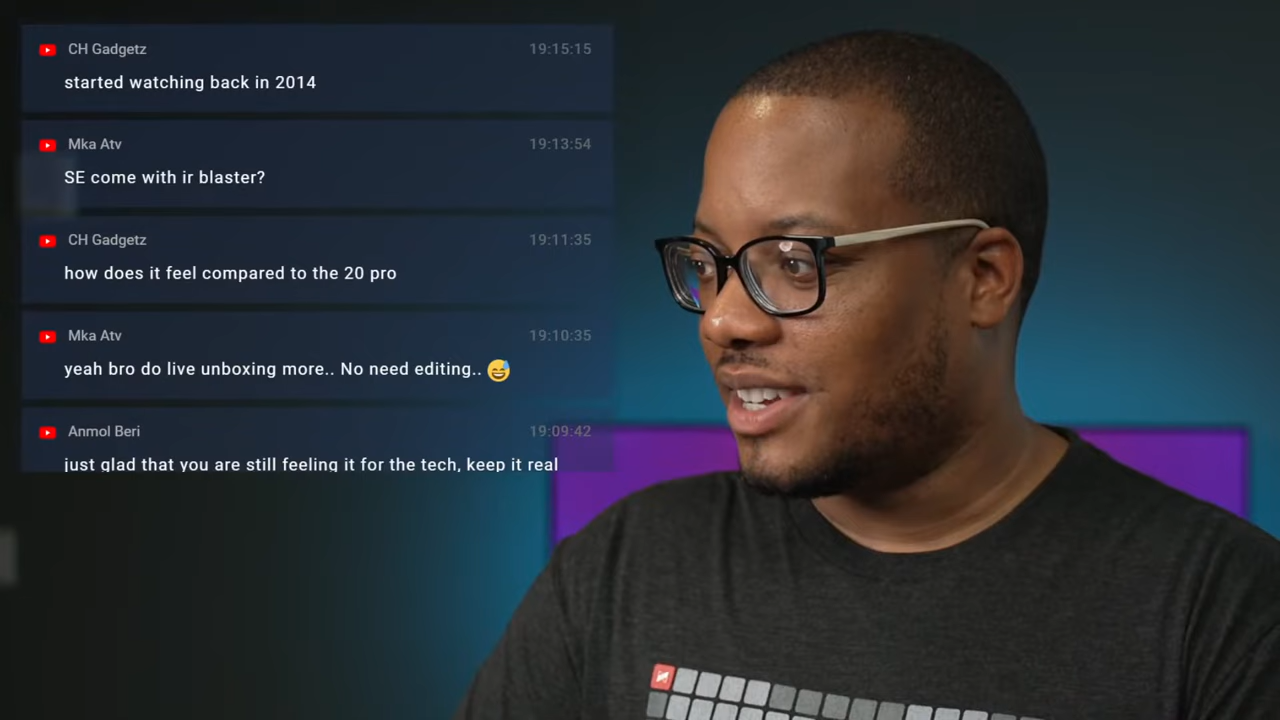 CH Gadgetz 19:15:15
started watching back in 2014
Mka Atv 19:13:54
SE come with ir blaster?
CH Gadgetz 19:11:35
how does it feel compared to the 20 pro
Mka Atv 19:10:35
yeah bro do live unboxing more.. No need editing.. 😅
Anmol Beri 19:09:42
just glad that you are still feeling it for the tech, keep it real